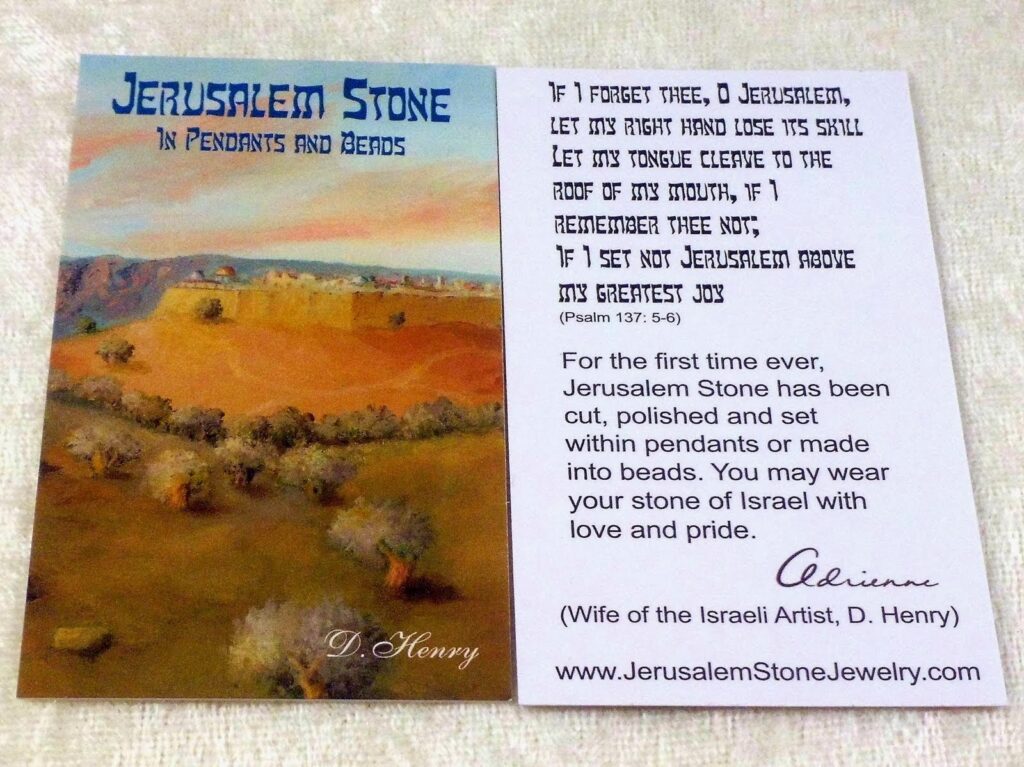 Jerusalem Stone
In Pendants and Beads
D. Henry
If I forget thee, O Jerusalem,
let my right hand lose its skill
Let my tongue cleave to the
roof of my mouth, if I
remember thee not;
If I set not Jerusalem above
my greatest joy
(Psalm 137: 5-6)
For the first time ever,
Jerusalem Stone has been
cut, polished and set
within pendants or made
into beads. You may wear
your stone of Israel with
love and pride.
Adrienne
(Wife of the Israeli Artist, D. Henry)
www.JerusalemStoneJewelry.com